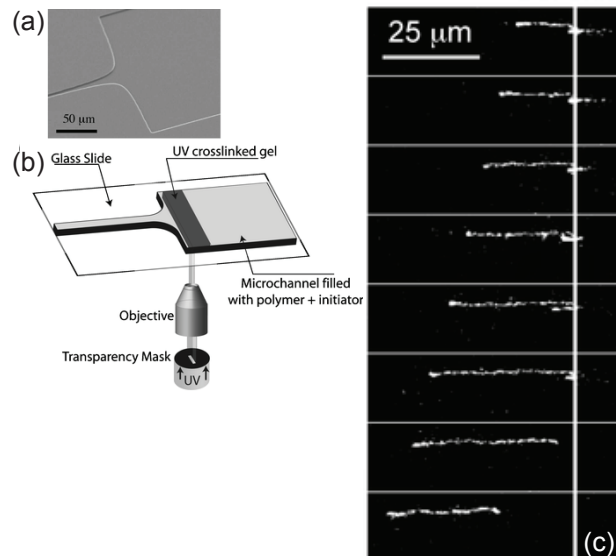 (a)
50 μm
(b)
Glass Slide
UV crosslinked gel
Microchannel filled
with polymer + initiator
Objective
Transparency Mask
UV
25 μm
(c)